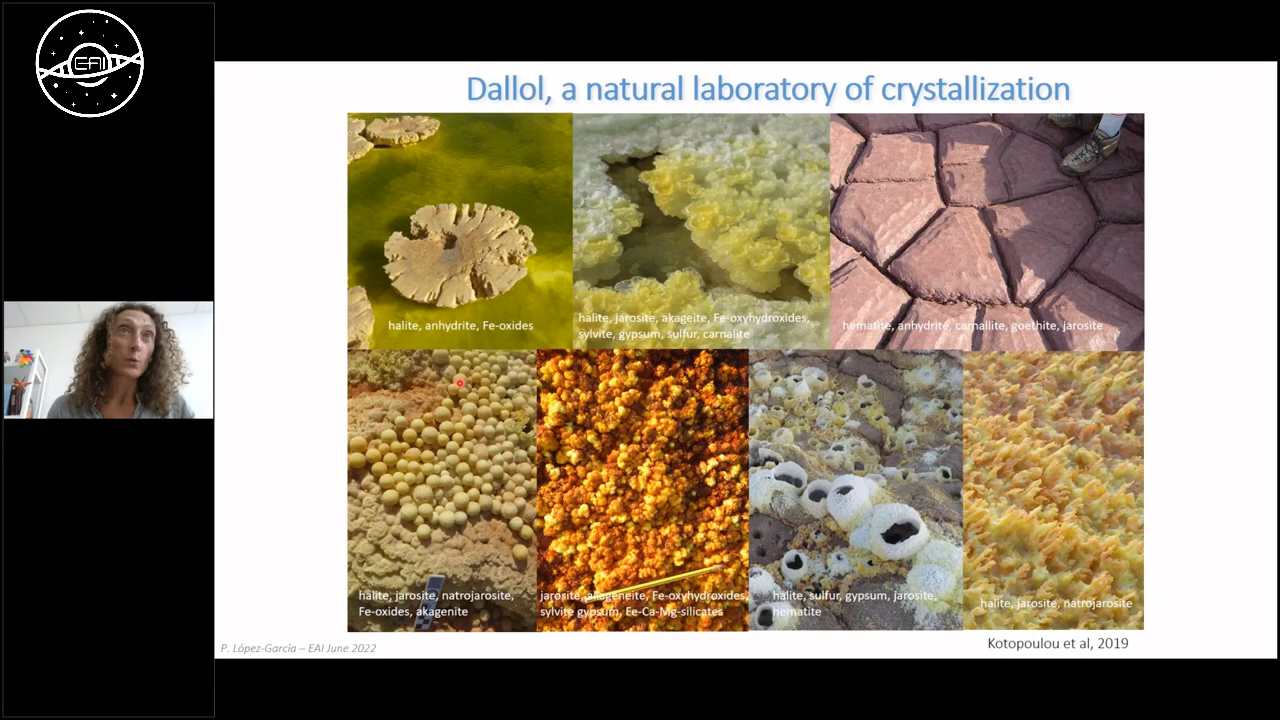 EAI
Dallol, a natural laboratory of crystallization
halite, anhydrite, Fe-oxides
halite, jarosite, akageite, Fe-oxyhydroxides,
sylvite, gypsum, sulfur, carnalite
hematite, anhydrite, carnallite, goethite, jarosite
halite, jarosite, natrojarosite,
Fe-oxides, akagenite
jarosite, akageneite, Fe-oxyhydroxides,
sylvite gypsum, Fe-Ca-Mg-silicates
halite, sulfur, gypsum, jarosite,
hematite
halite, jarosite, natrojarosite
P. López-García – EAI June 2022
Kotopoulou et al, 2019